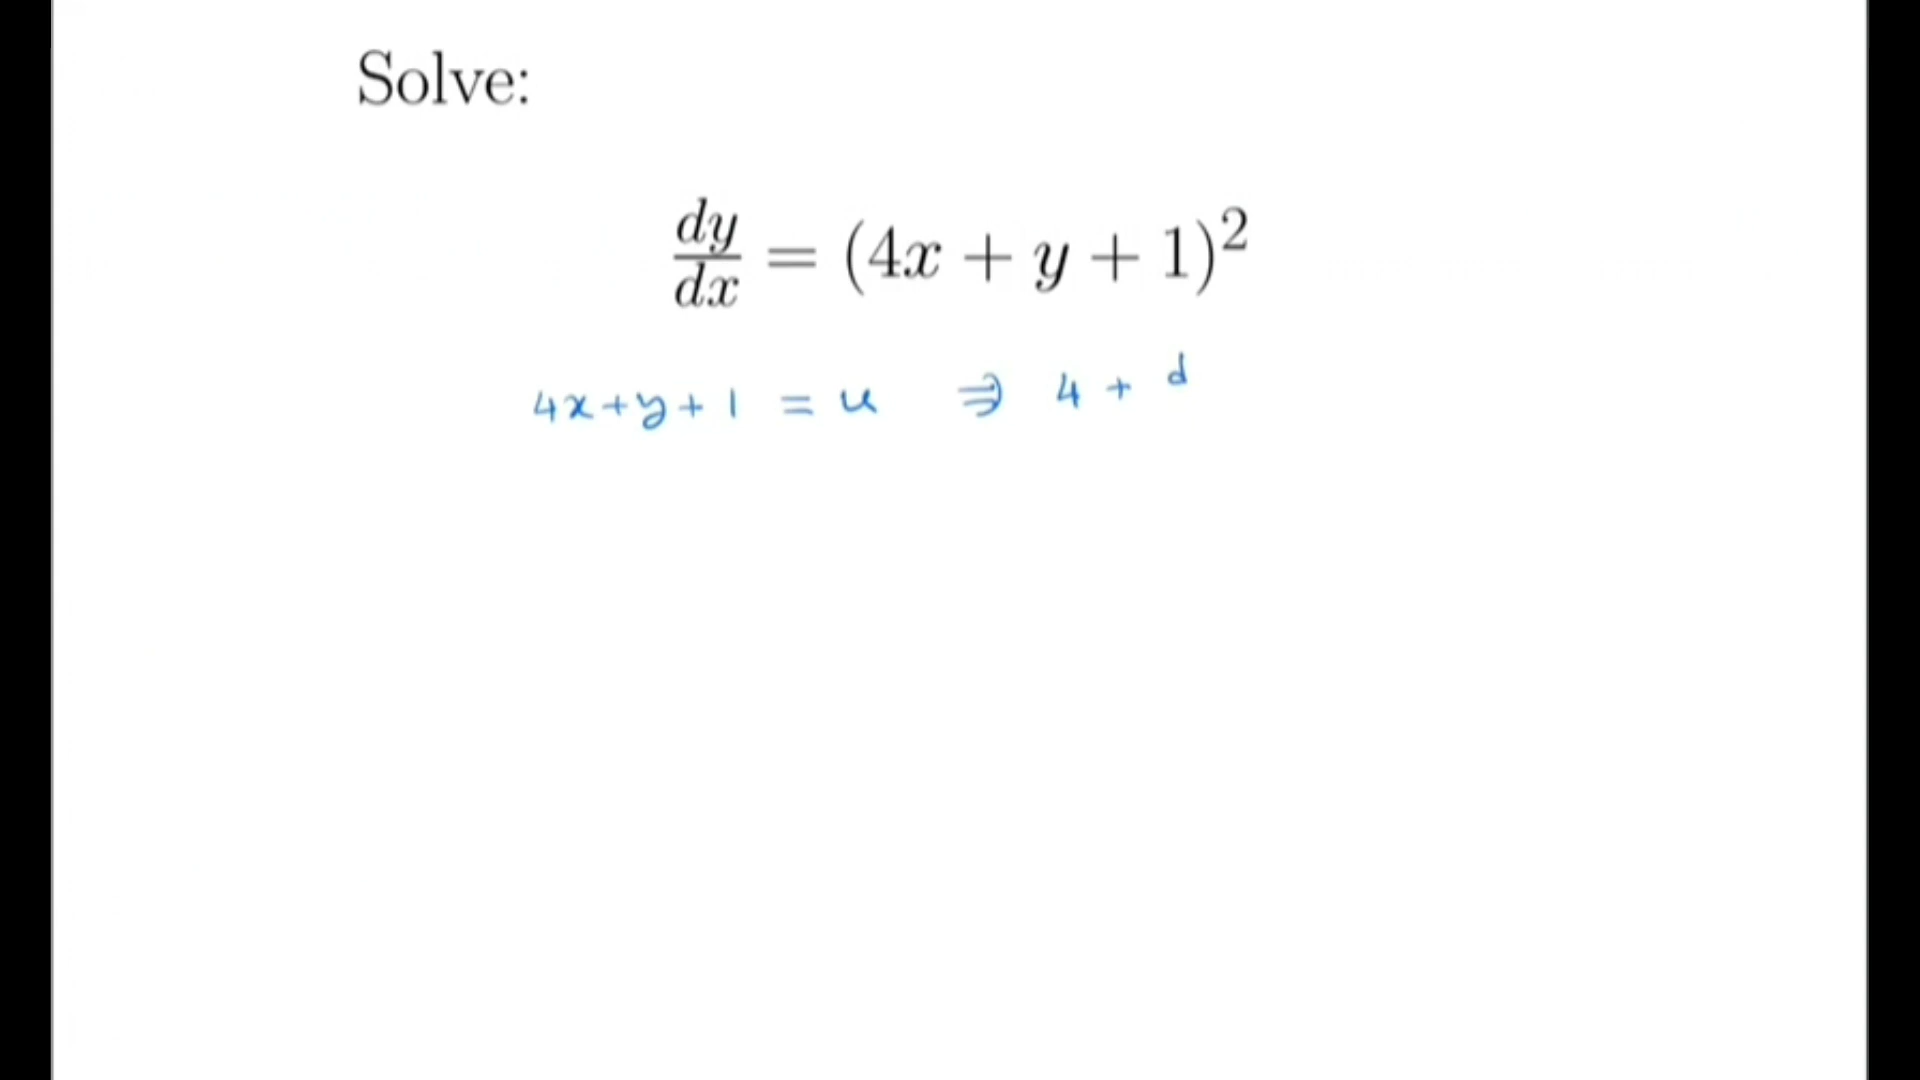 Solve:
dy/dx = (4x + y + 1)²
4x+y+1 = u ⇒ 4 + d